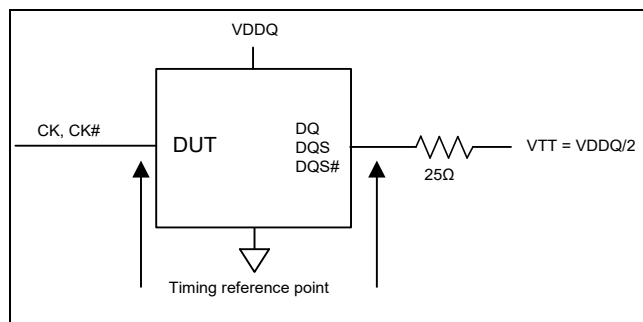 VDDQ
CK, CK#
DUT
DQ
DQS
DQS#
25Ω
VTT = VDDQ/2
Timing reference point